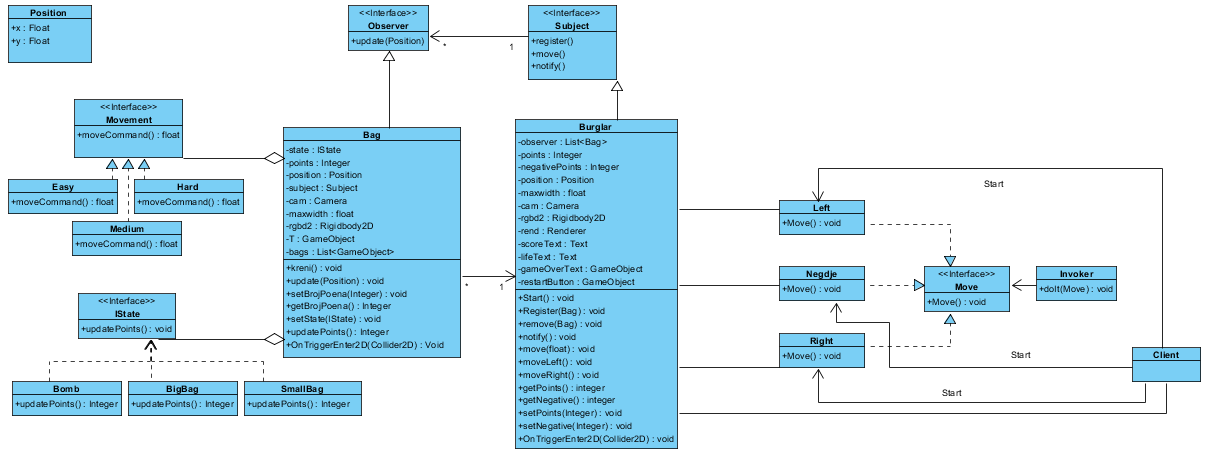 Position
+x : Float
+y : Float
<<Interface>>
Observer
+update(Position)
*
1
<<Interface>>
Subject
+register()
+move()
+notify()
<<Interface>>
Movement
+moveCommand() : float
Easy
+moveCommand() : float
Hard
+moveCommand() : float
Medium
+moveCommand() : float
<<Interface>>
IState
+updatePoints() : void
Bomb
+updatePoints() : Integer
BigBag
+updatePoints() : Integer
SmallBag
+updatePoints() : Integer
Bag
-state : IState
-points : Integer
-position : Position
-subject : Subject
-cam : Camera
-maxwidth : float
-rgbd2 : Rigidbody2D
-T : GameObject
-bags : List<GameObject>
+kreni() : void
+update(Position) : void
+setBrojPoena(Integer) : void
+getBrojPoena() : Integer
+setState(IState) : void
+updatePoints() : Integer
+OnTriggerEnter2D(Collider2D) : Void
*
1
Burglar
-observer : List<Bag>
-points : Integer
-negativePoints : Integer
-position : Position
-maxwidth : float
-cam : Camera
-rgbd2 : Rigidbody2D
-rend : Renderer
-scoreText : Text
-lifeText : Text
-gameOverText : GameObject
-restartButton : GameObject
+Start() : void
+Register(Bag) : void
+remove(Bag) : void
+notify() : void
+move(float) : void
+moveLeft() : void
+moveRight() : void
+getPoints() : integer
+getNegative() : integer
+setPoints(Integer) : void
+setNegative(Integer) : void
+OnTriggerEnter2D(Collider2D) : void
Start
Left
+Move() : void
Negdje
+Move() : void
<<Interface>>
Move
+Move() : void
Invoker
+doIt(Move) : void
Right
+Move() : void
Start
Client
Start